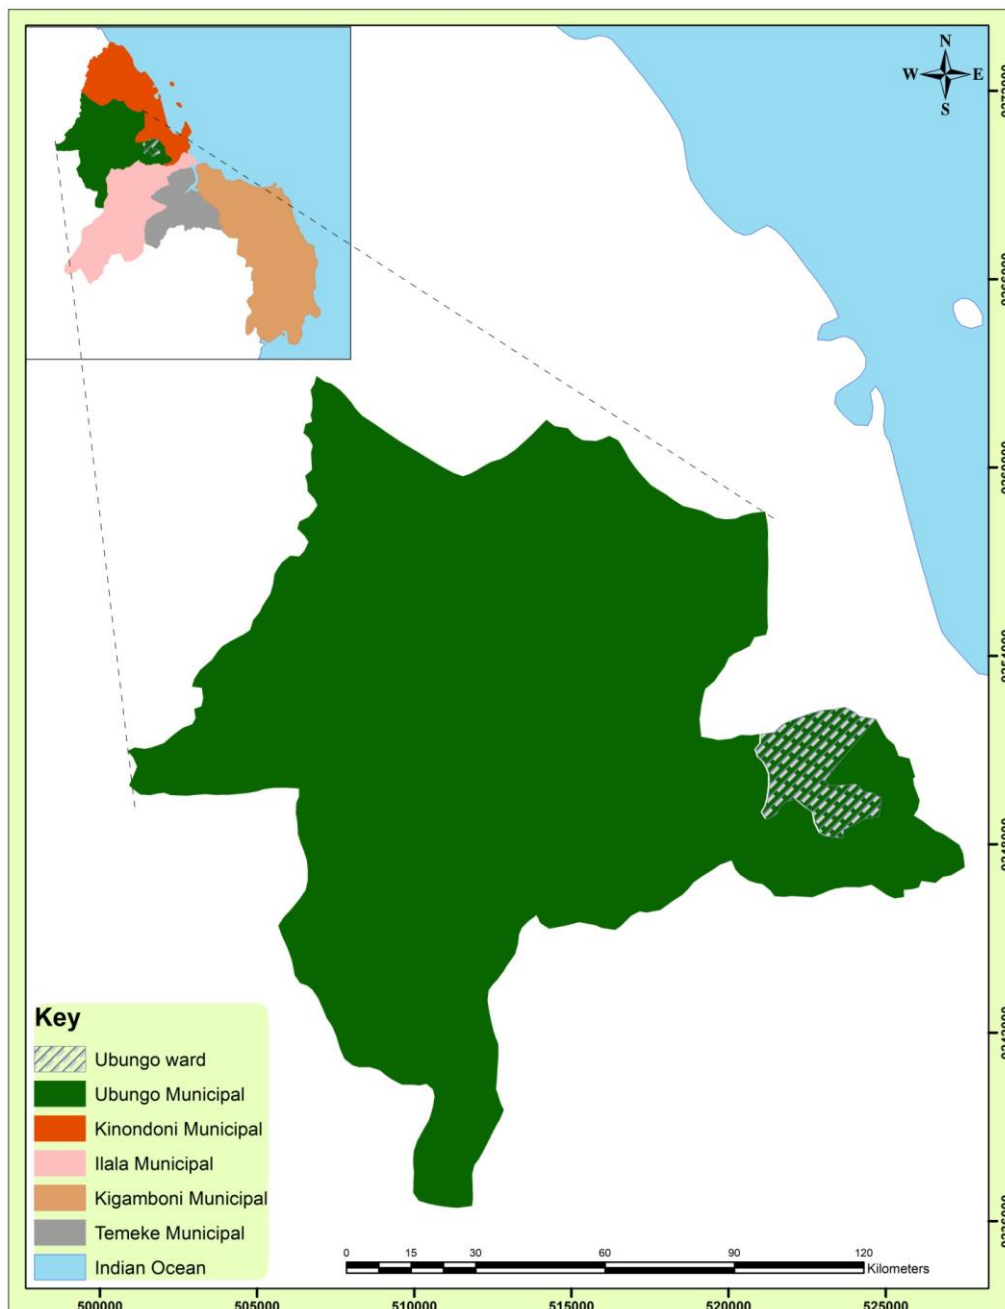 N
W E
S
Key
Ubungo ward
Ubungo Municipal
Kinondoni Municipal
Ilala Municipal
Kigamboni Municipal
Temeke Municipal
Indian Ocean
0 15 30 60 90 120
Kilometers
500000 505000 510000 515000 520000 525000